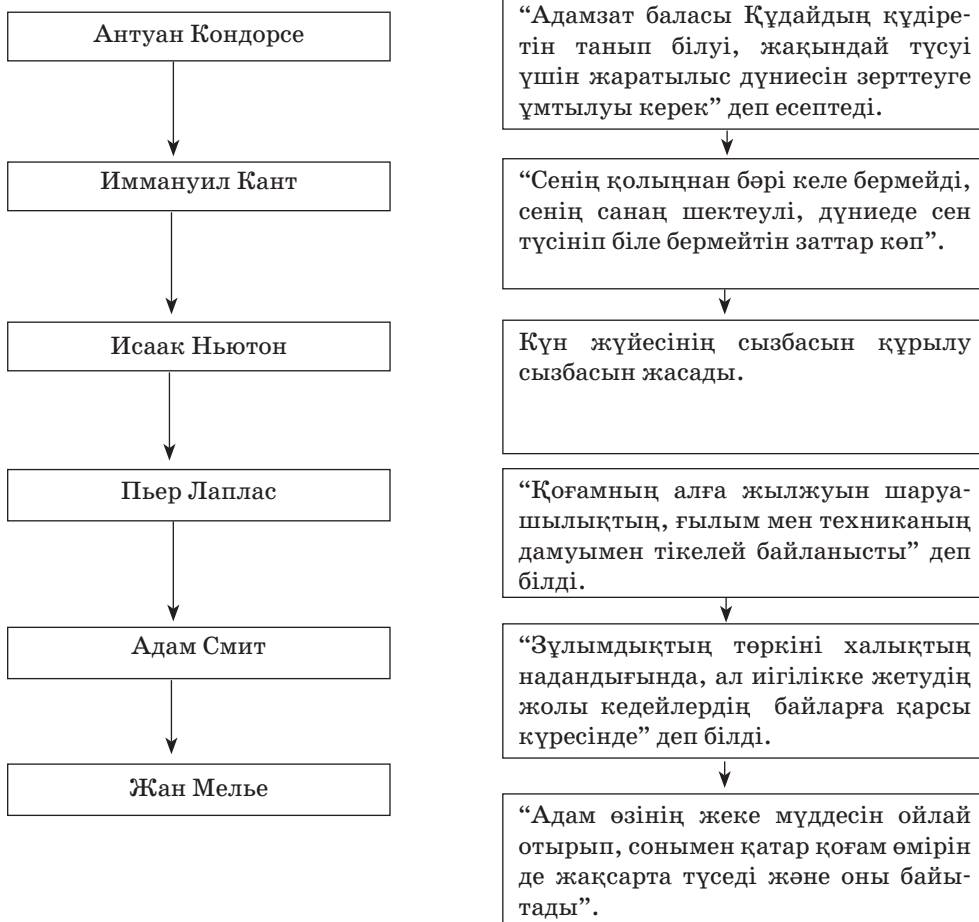 Антуан Кондорсе
Иммануил Кант
Исаак Ньютон
Пьер Лаплас
Адам Смит
Жан Мелье
“Адамзат баласы Құдайдың құдіре-
тін танып білуі, жақындай түсуі
үшін жаратылыс дүниесін зерттеуге
ұмтылуы керек” деп есептеді.
“Сенің қолыңнан бәрі келе бермейді,
сенің санаң шектеулі, дүниеде сен
түсініп біле бермейтін заттар көп”.
Күн жүйесінің сызбасын құрылу
сызбасын жасады.
“Қоғамның алға жылжуын шаруа-
шылықтың, ғылым мен техниканың
дамуымен тікелей байланысты” деп
білді.
“Зұлымдықтың төркіні халықтың
надандығында, ал иігілікке жетудің
жолы кедейлердің байларға қарсы
күресінде” деп білді.
“Адам өзінің жеке мүддесін ойлай
отырып, сонымен қатар қоғам өмірін
де жақсарта түседі және оны байы-
тады”.